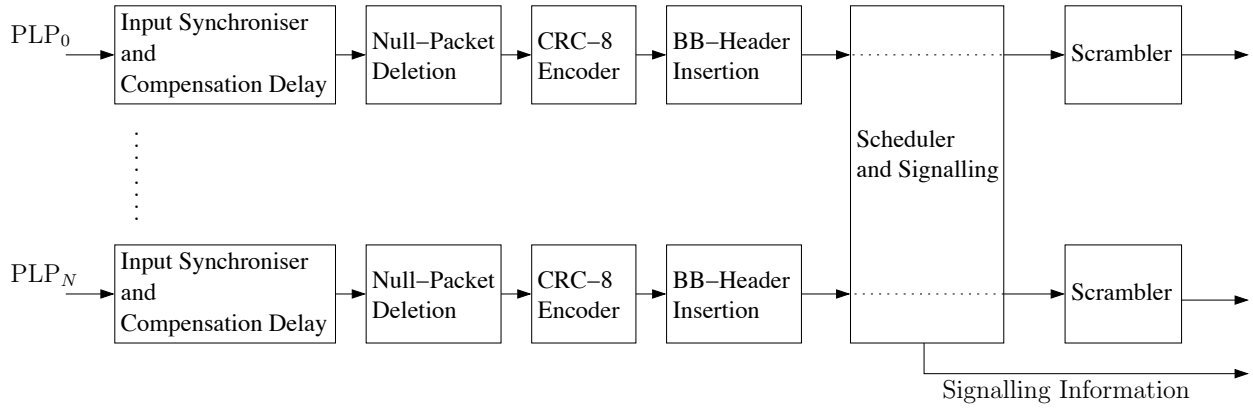 PLP0
Input Synchroniser
and
Compensation Delay
Null–Packet
Deletion
CRC–8
Encoder
BB–Header
Insertion
Scheduler
and Signalling
Scrambler
PLPN
Input Synchroniser
and
Compensation Delay
Null–Packet
Deletion
CRC–8
Encoder
BB–Header
Insertion
Scrambler
Signalling Information